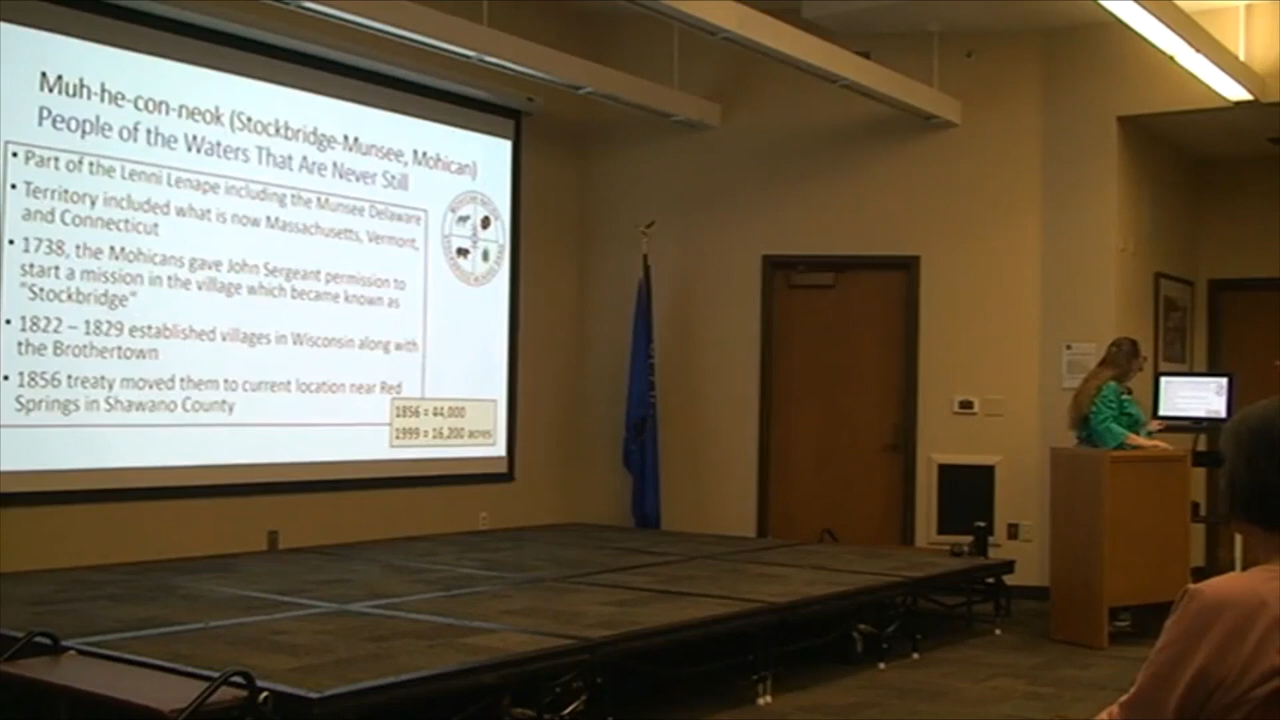 Muh-he-con-neok (Stockbridge-Munsee, Mohican)
People of the Waters That Are Never Still
• Part of the Lenni Lenape including the Munsee Delaware
• Territory included what is now Massachusetts, Vermont,
and Connecticut
• 1738, the Mohicans gave John Sergeant permission to
start a mission in the village which became known as
"Stockbridge"
• 1822 – 1829 established villages in Wisconsin along with
the Brothertown
• 1856 treaty moved them to current location near Red
Springs in Shawano County
1856 = 44,000
1999 = 16,200 acres